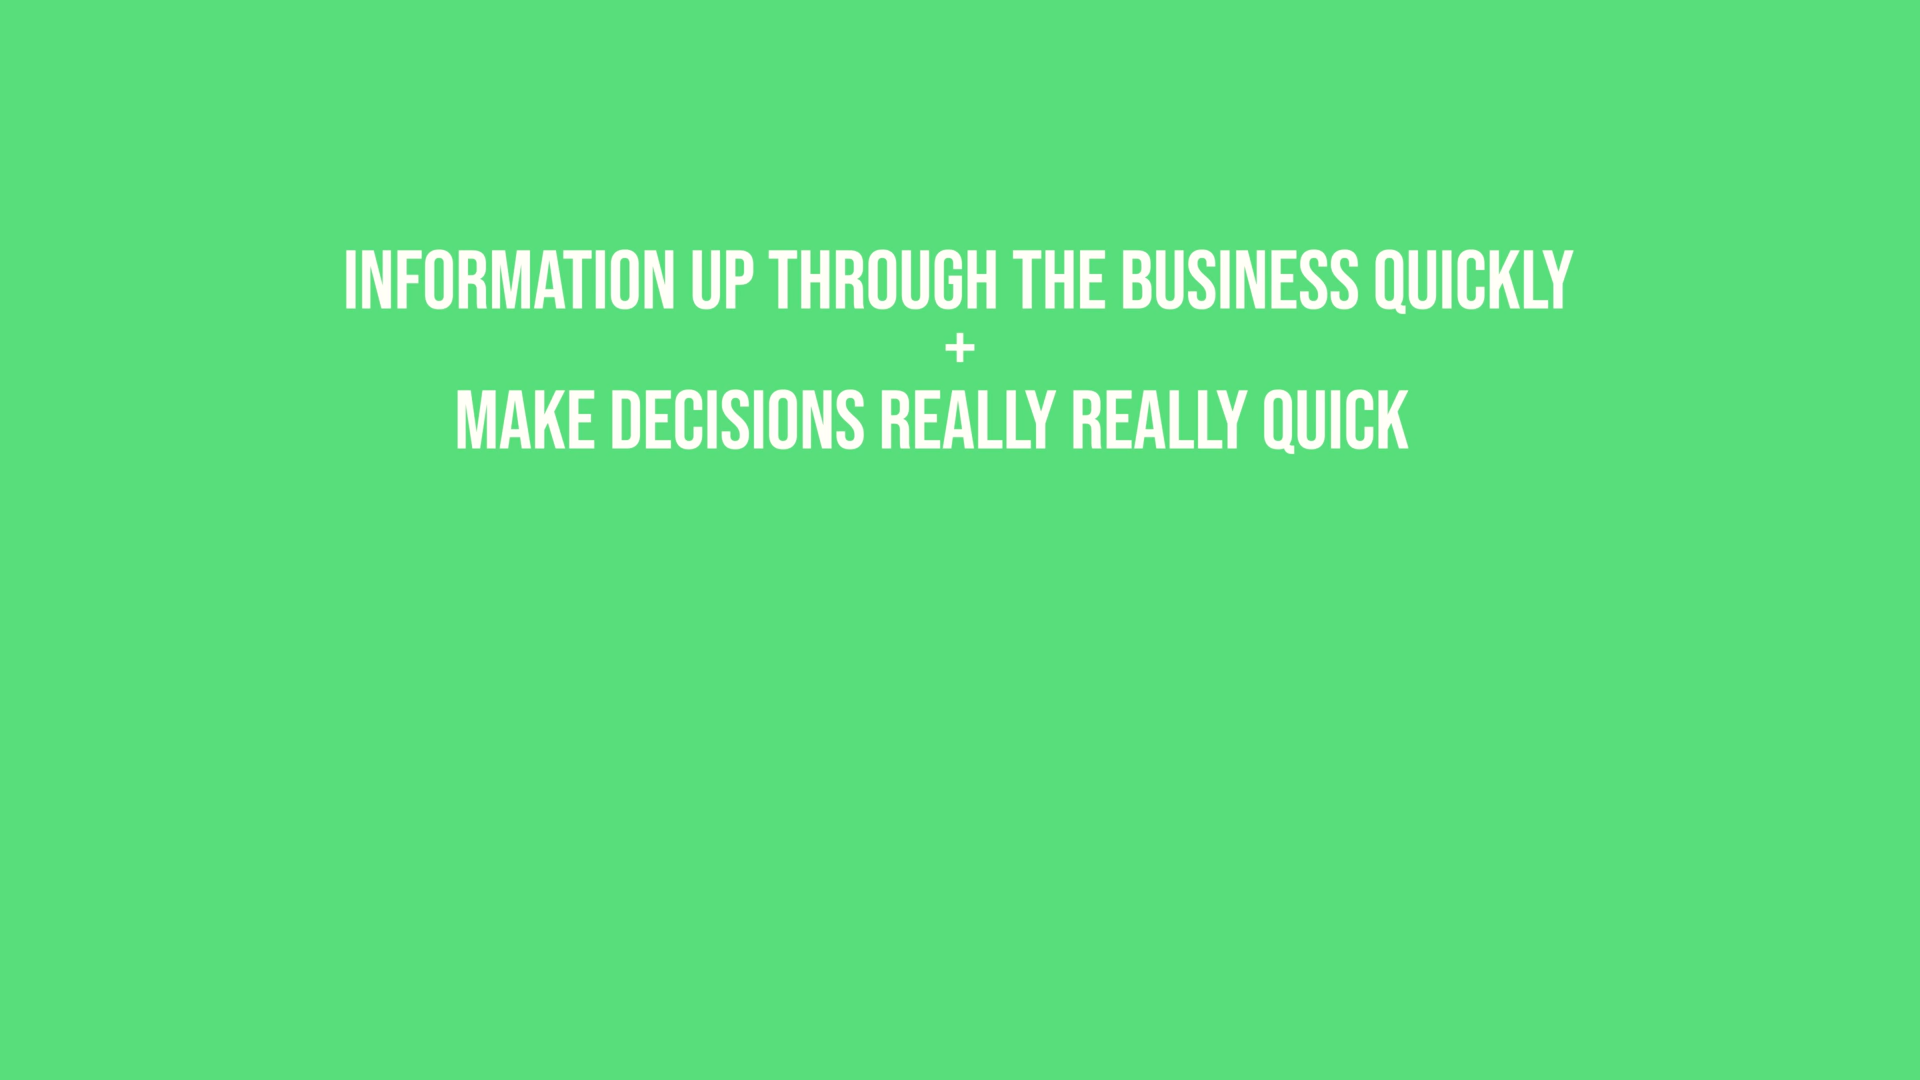 INFORMATION UP THROUGH THE BUSINESS QUICKLY
+
MAKE DECISIONS REALLY REALLY QUICK